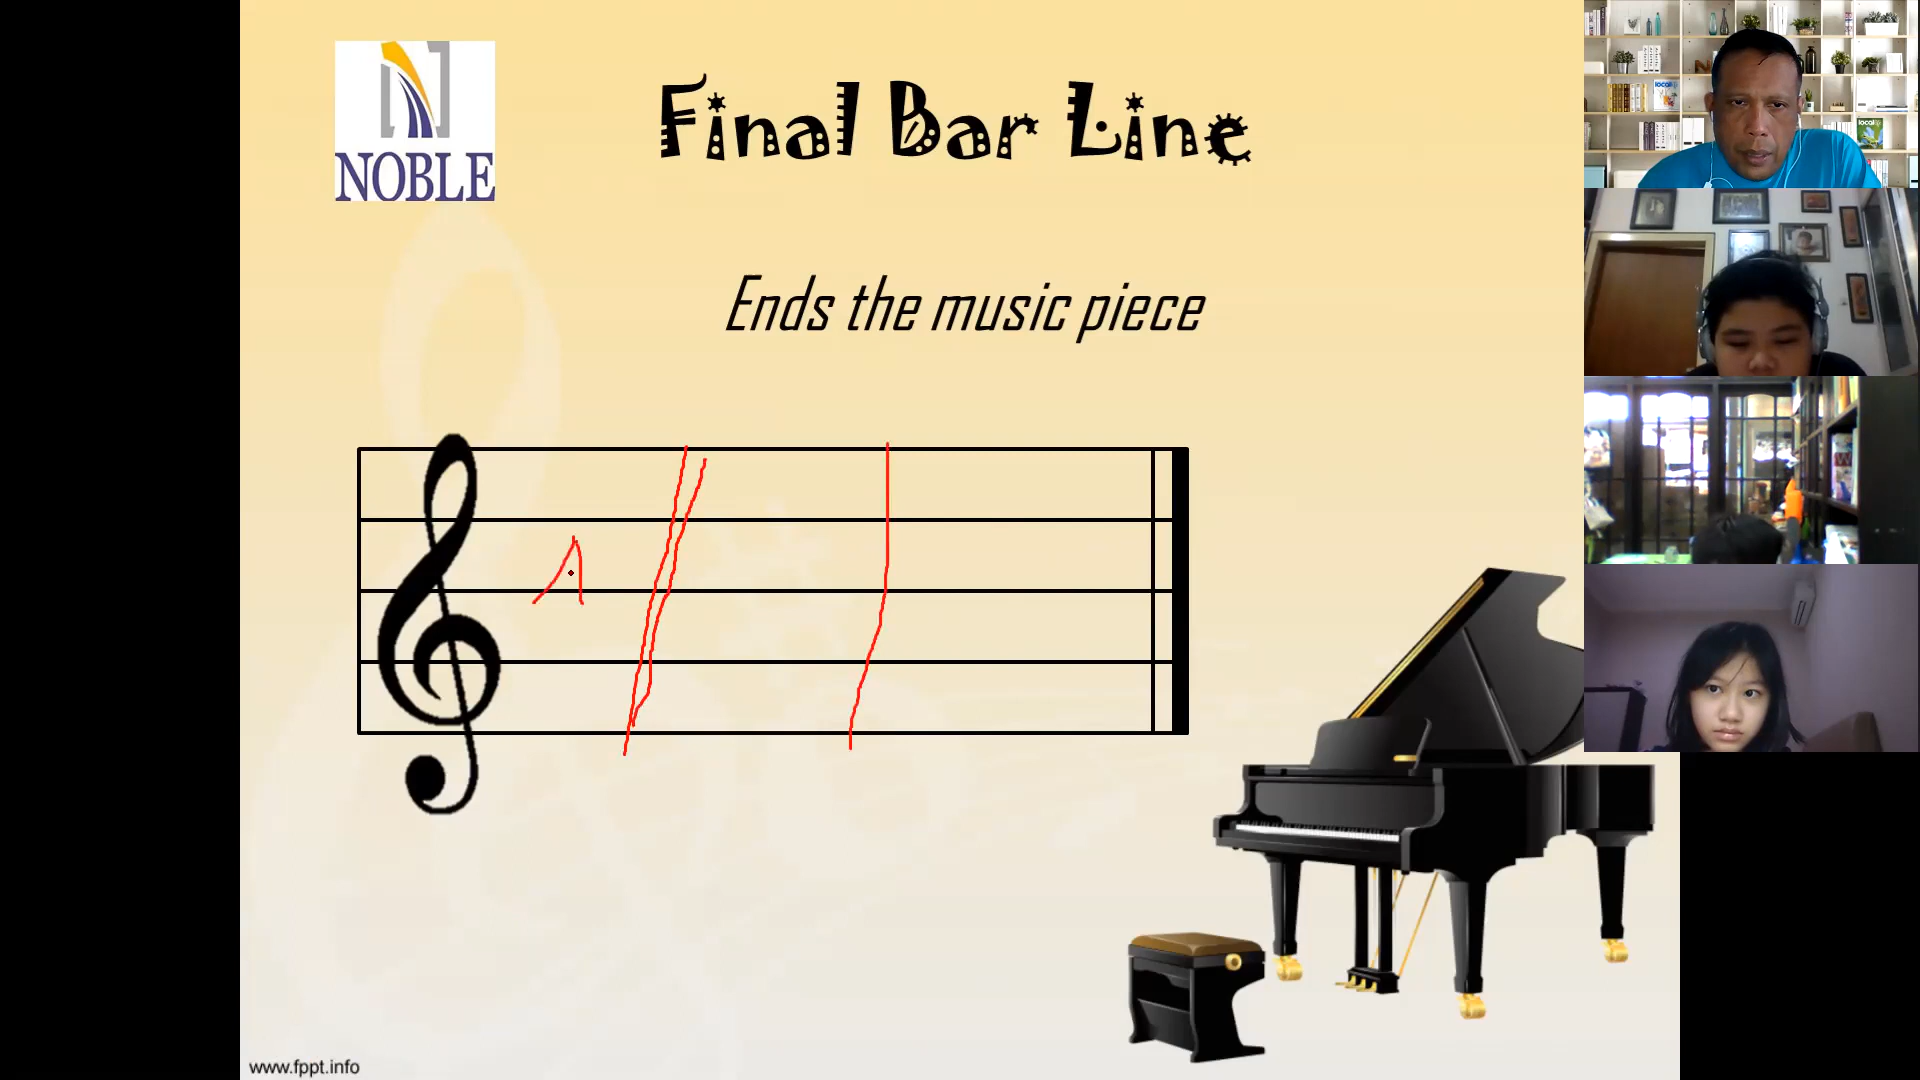 NOBLE
Final Bar Line
Ends the music piece
A
www.fppt.info